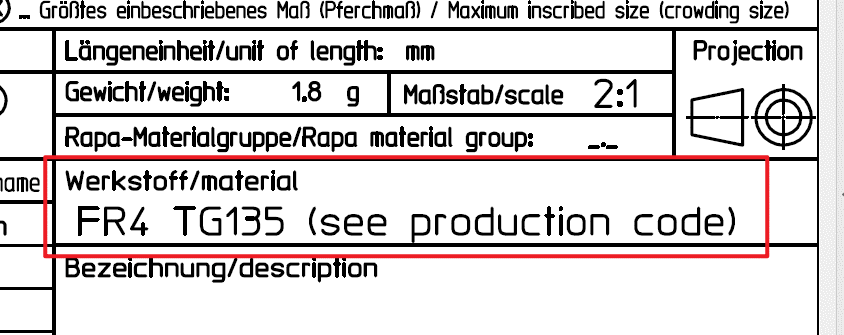 _ Größtes einbeschriebenes Maß (Pferchmaß) / Maximum inscribed size (crowding size)
Längeneinheit/unit of length: mm
Projection
Gewicht/weight: 1.8 g
Maßstab/scale 2:1
Rapa-Materialgruppe/Rapa material group: _._
name
Werkstoff/material
FR4 TG135 (see production code)
Bezeichnung/description